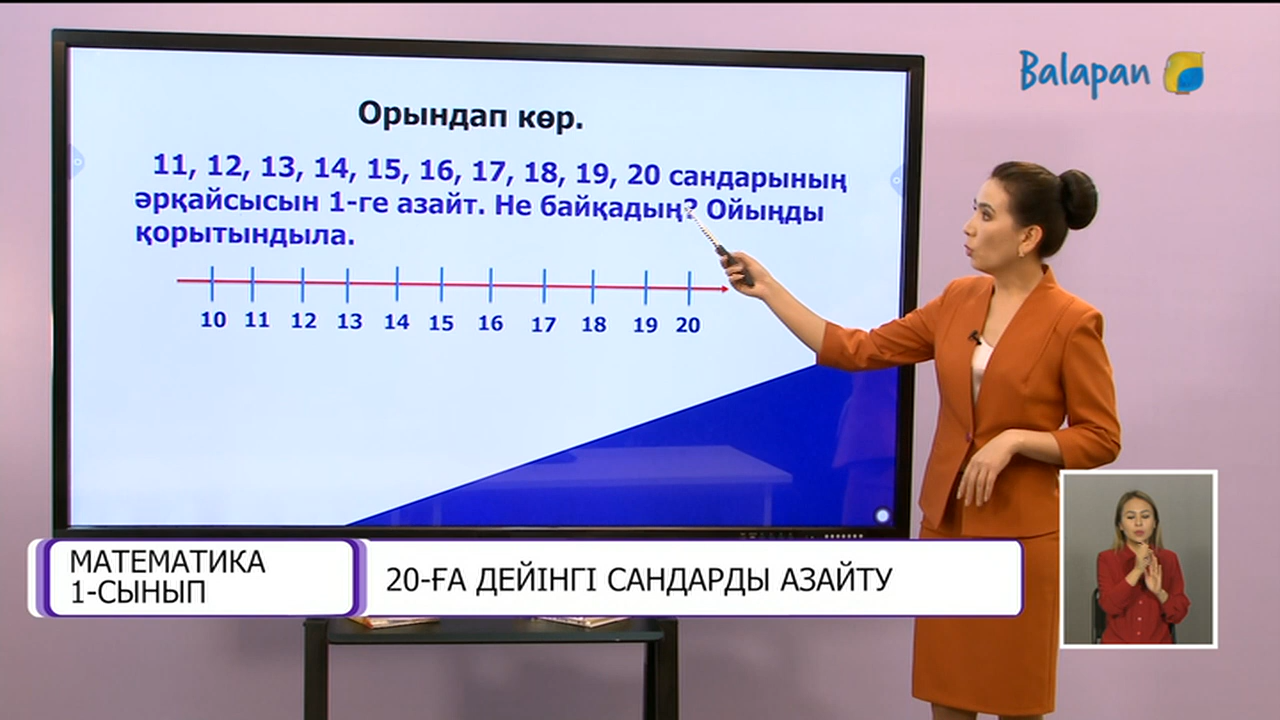 Balapan
Орындап көр.
11, 12, 13, 14, 15, 16, 17, 18, 19, 20 сандарының
әрқайсысын 1-ге азайт. Не байқадың? Ойыңды
қорытындыла.
10 11 12 13 14 15 16 17 18 19 20
МАТЕМАТИКА
1-СЫНЫП
20-ҒА ДЕЙІНГІ САНДАРДЫ АЗАЙТУ